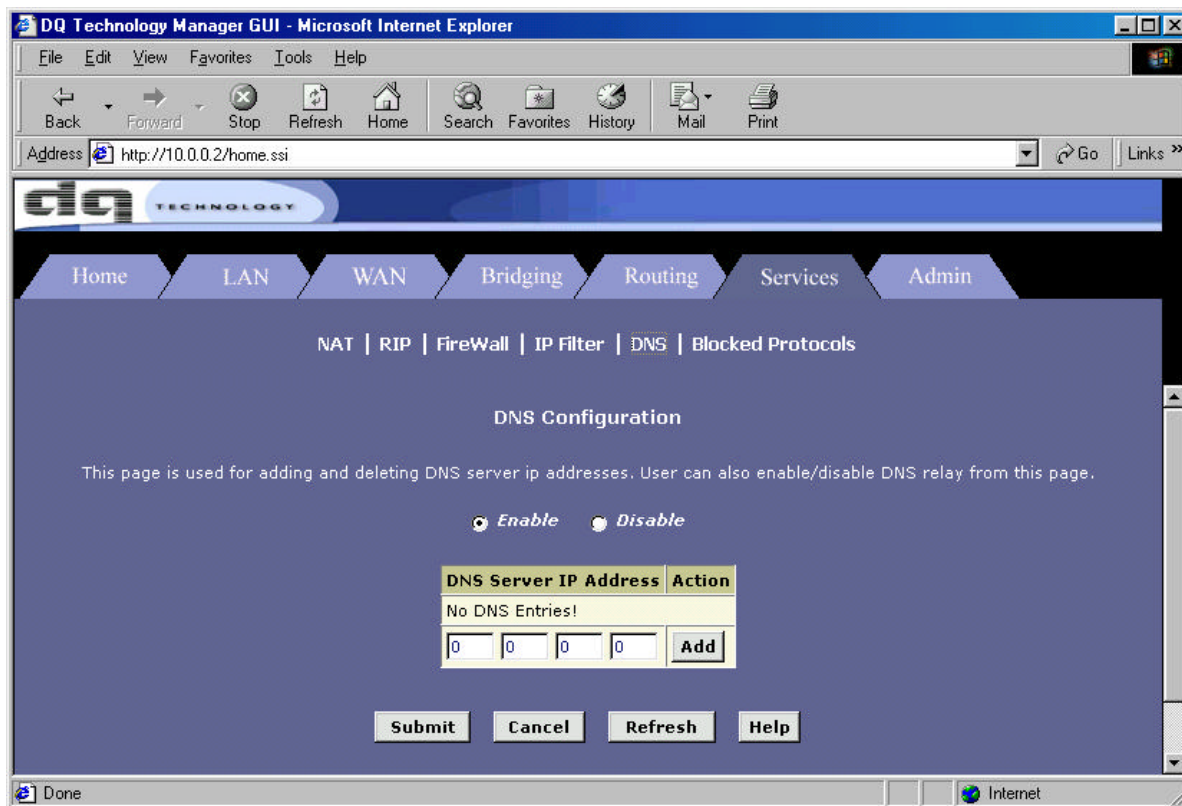 DQ Technology Manager GUI - Microsoft Internet Explorer
File Edit View Favorites Tools Help
Back Forward Stop Refresh Home Search Favorites History Mail Print
Address http://10.0.0.2/home.ssi Go Links »
dq TECHNOLOGY
Home LAN WAN Bridging Routing Services Admin
NAT | RIP | FireWall | IP Filter | DNS | Blocked Protocols
DNS Configuration
This page is used for adding and deleting DNS server ip addresses. User can also enable/disable DNS relay from this page.
Enable Disable
DNS Server IP Address Action
No DNS Entries!
0 0 0 0 Add
Submit Cancel Refresh Help
Done Internet